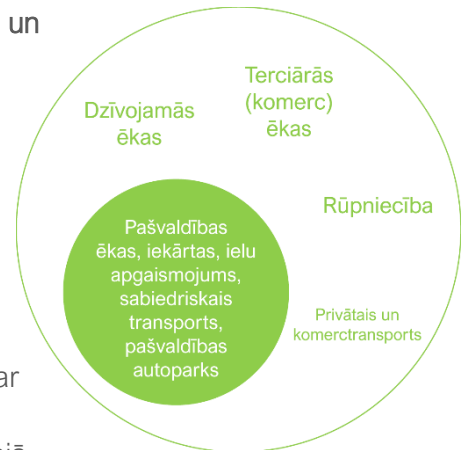 un
Terciārās
(komerc)
ēkas
Dzīvojamās
ēkas
Rūpniecība
Pašvaldības
ēkas, iekārtas, ielu
apgaismojums,
sabiedriskais
transports,
pašvaldības
autoparks
Privātais un
komerctransports
ar